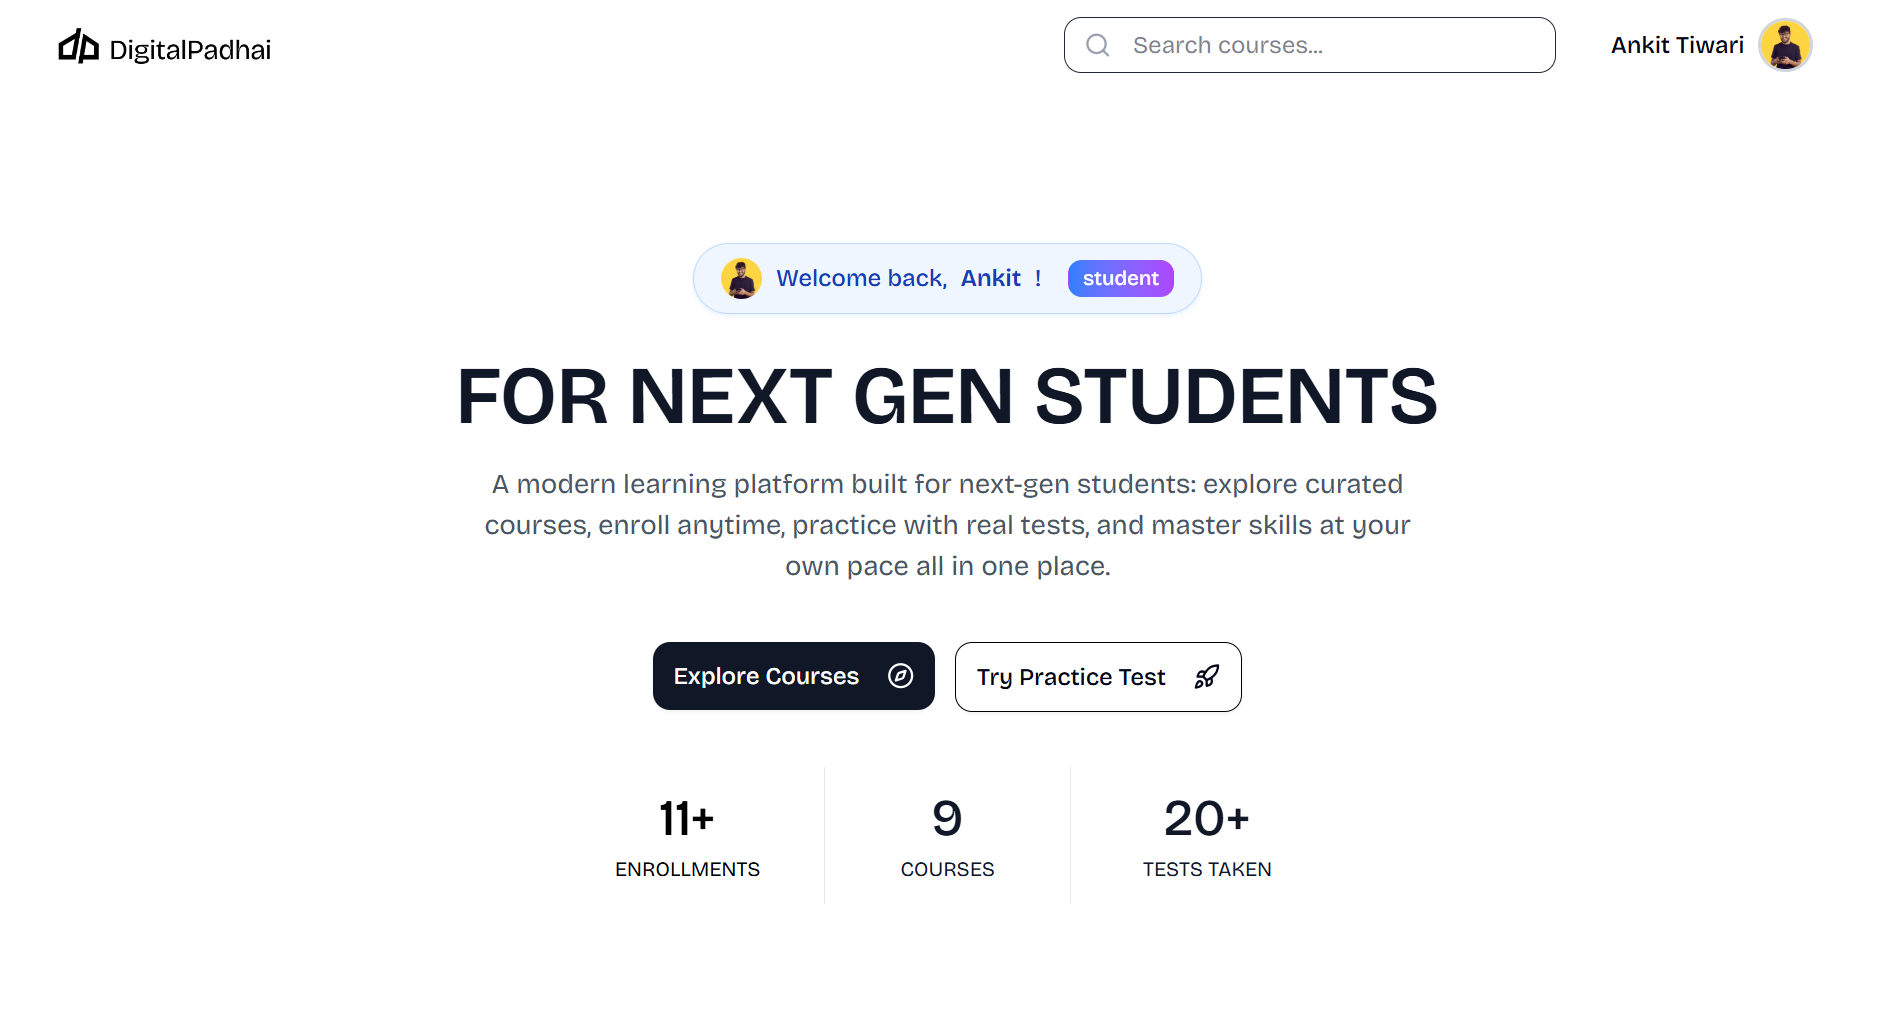 DigitalPadhai
Search courses...
Ankit Tiwari
Welcome back, Ankit !
student
FOR NEXT GEN STUDENTS
A modern learning platform built for next-gen students: explore curated
courses, enroll anytime, practice with real tests, and master skills at your
own pace all in one place.
Explore Courses
Try Practice Test
11+
ENROLLMENTS
9
COURSES
20+
TESTS TAKEN